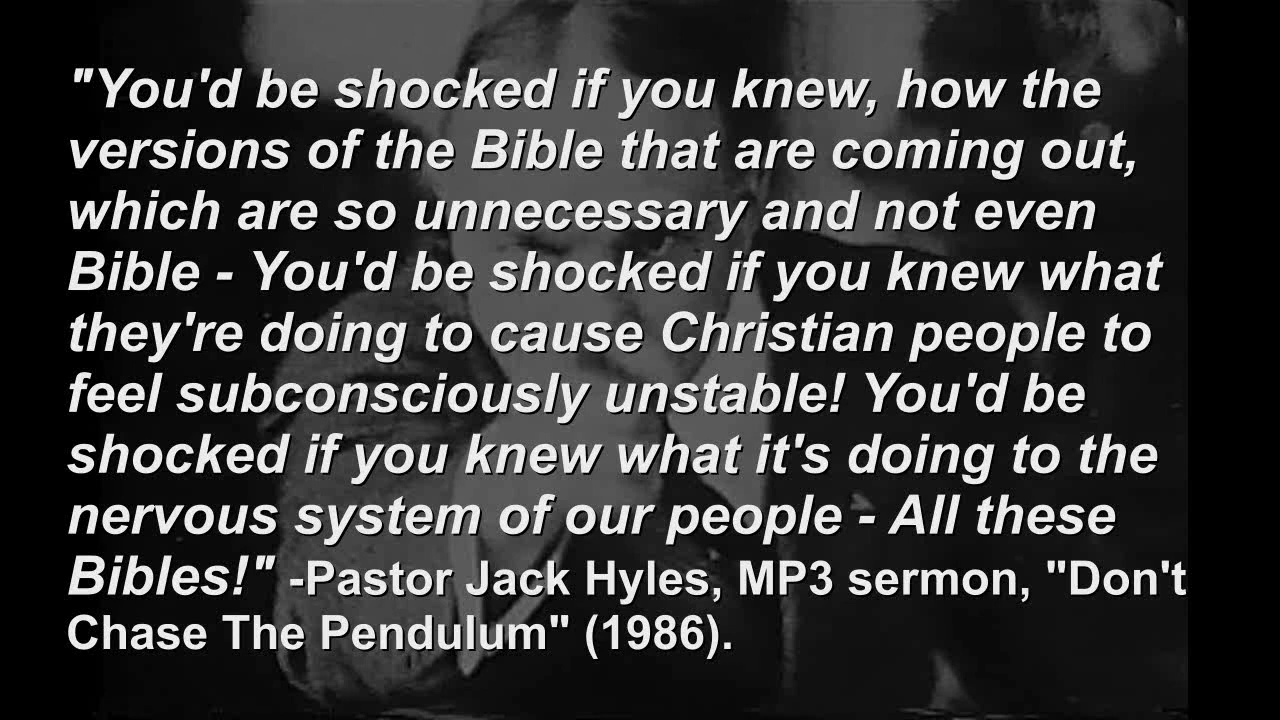 "You'd be shocked if you knew, how the
versions of the Bible that are coming out,
which are so unnecessary and not even
Bible - You'd be shocked if you knew what
they're doing to cause Christian people to
feel subconsciously unstable! You'd be
shocked if you knew what it's doing to the
nervous system of our people - All these
Bibles!" -Pastor Jack Hyles, MP3 sermon, "Don't
Chase The Pendulum" (1986).